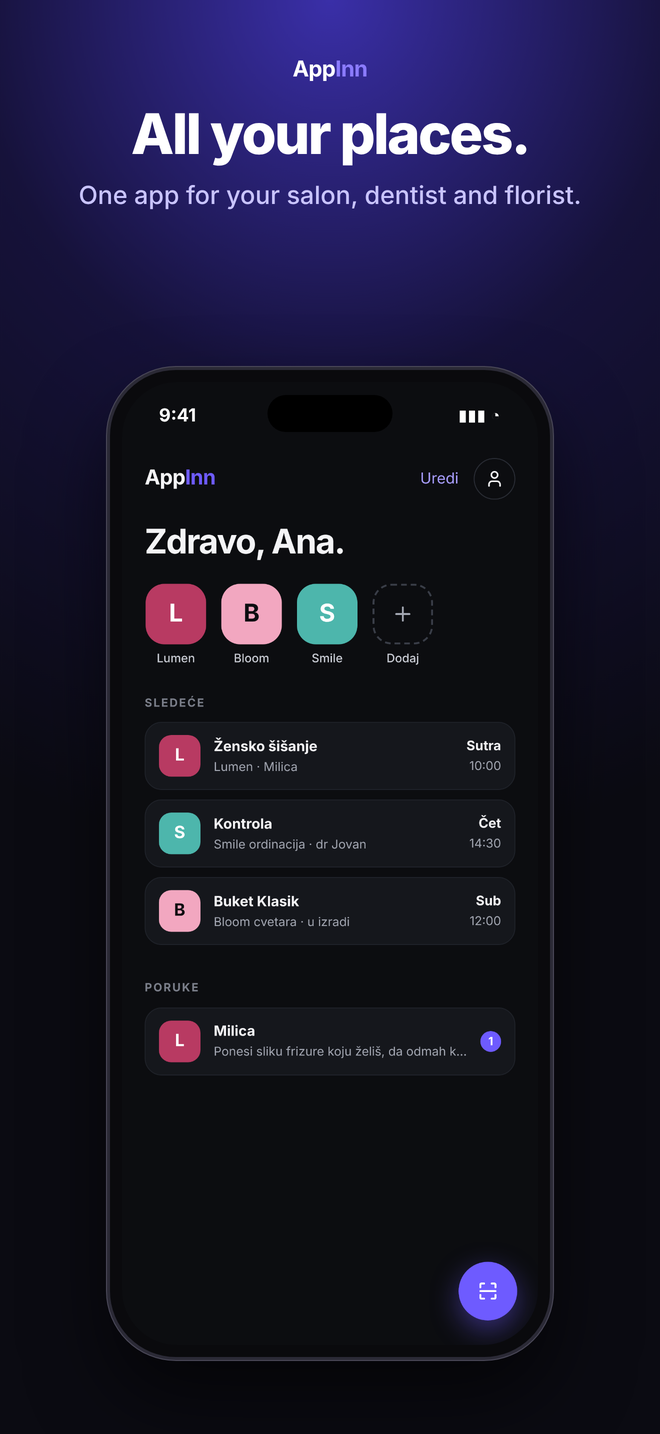 AppInn
All your places.
One app for your salon, dentist and florist.
9:41
AppInn
Uredi
Zdravo, Ana.
L
B
S
Lumen
Bloom
Smile
Dodaj
SLEDEĆE
L
Žensko šišanje
Sutra
Lumen · Milica
10:00
S
Kontrola
Čet
Smile ordinacija · dr Jovan
14:30
B
Buket Klasik
Sub
Bloom cvetara · u izradi
12:00
PORUKE
L
Milica
Ponesi sliku frizure koju želiš, da odmah k...
1